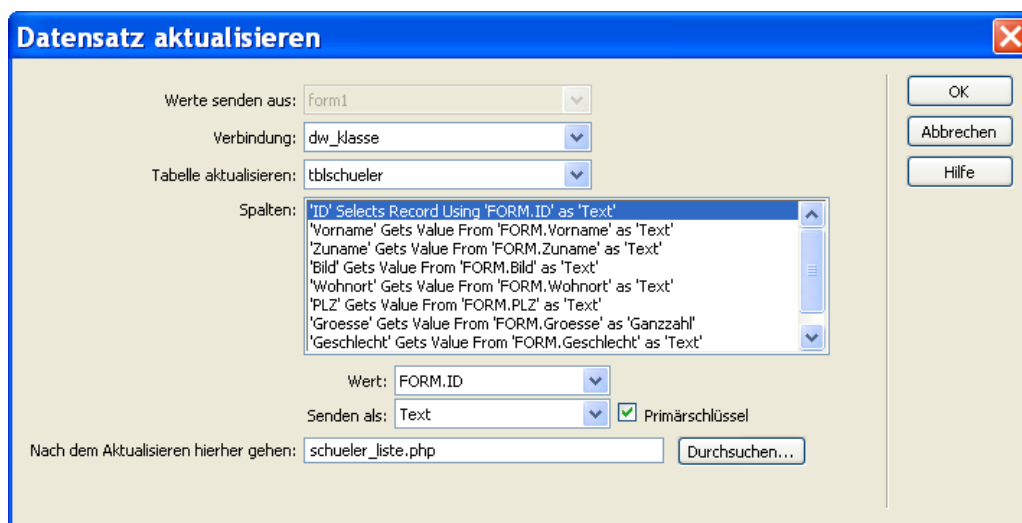 Datensatz aktualisieren
Werte senden aus: form1
OK
Verbindung: dw_klasse
Abbrechen
Tabelle aktualisieren: tblschueler
Hilfe
Spalten: 'ID' Selects Record Using 'FORM.ID' as 'Text'
'Vorname' Gets Value From 'FORM.Vorname' as 'Text'
'Zuname' Gets Value From 'FORM.Zuname' as 'Text'
'Bild' Gets Value From 'FORM.Bild' as 'Text'
'Wohnort' Gets Value From 'FORM.Wohnort' as 'Text'
'PLZ' Gets Value From 'FORM.PLZ' as 'Text'
'Groesse' Gets Value From 'FORM.Groesse' as 'Ganzzahl'
'Geschlecht' Gets Value From 'FORM.Geschlecht' as 'Text'
Wert: FORM.ID
Senden als: Text Primärschlüssel
Nach dem Aktualisieren hierher gehen: schueler_liste.php Durchsuchen...